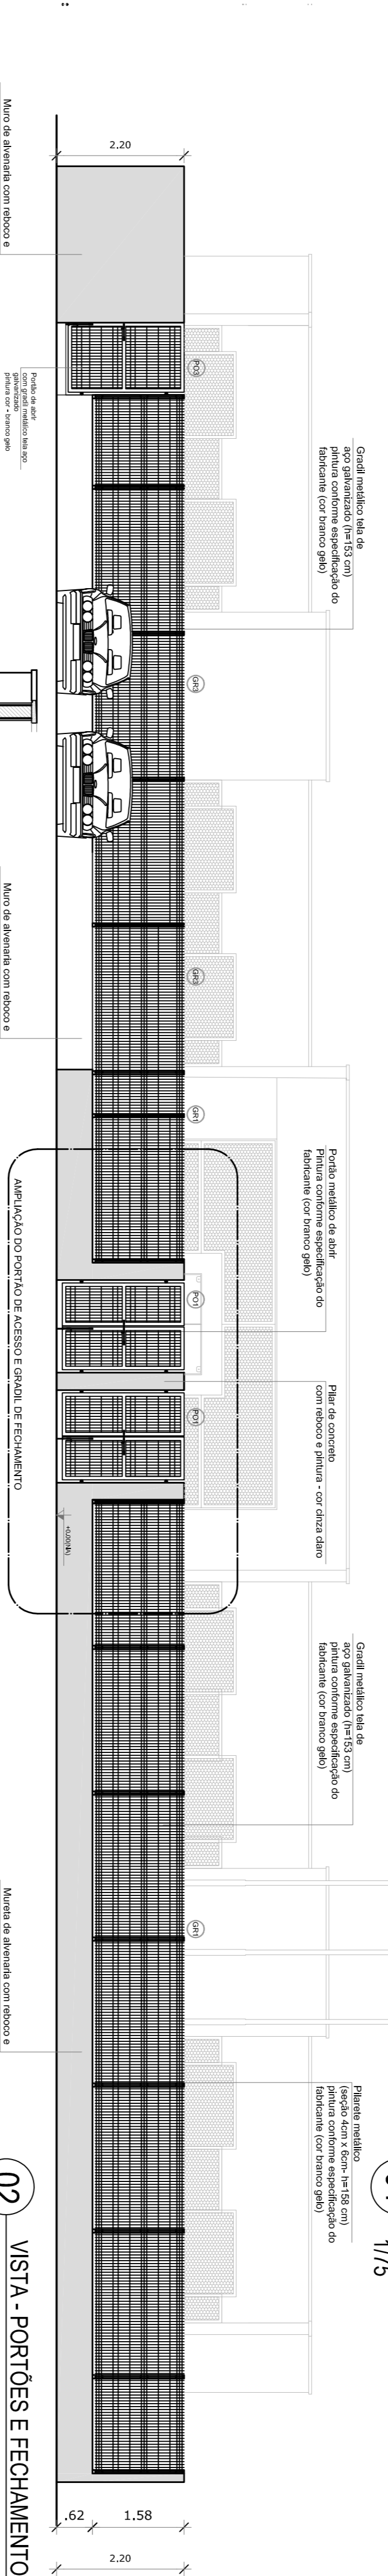 2,20
Muro de alvenaria com reboco e
PO3
Portão de abrir
com gradil metálico tela aço
galvanizado
pintura cor - branco gelo
Gradil metálico tela de
aço galvanizado (h=153 cm)
pintura conforme especificação do
fabricante (cor branco gelo)
GR3
Muro de alvenaria com reboco e
GR3
GR1
Portão metálico de abrir
Pintura conforme especificação do
fabricante (cor branco gelo)
AMPLIAÇÃO DO PORTÃO DE ACESSO E GRADIL DE FECHAMENTO
PO1
PO1
Pilar de concreto
com reboco e pintura - cor cinza claro
+0,00(NA)
Gradil metálico tela de
aço galvanizado (h=153 cm)
pintura conforme especificação do
fabricante (cor branco gelo)
GR1
Mureta de alvenaria com reboco e
Pilarete metálico
(seção 4cm x 6cm- h=158 cm)
pintura conforme especificação do
fabricante (cor branco gelo)
1/75
02
VISTA - PORTÕES E FECHAMENTO
.62
1.58
2,20